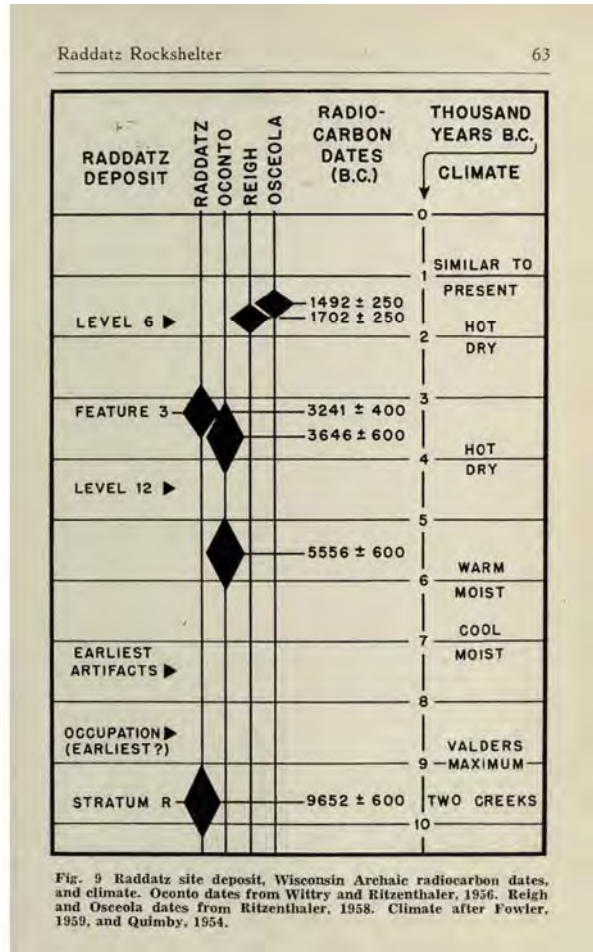 Raddatz Rockshelter 63
RADDATZ
DEPOSIT
RADDATZ
OCONTO
REIGH
OSCEOLA
RADIO-
CARBON
DATES
(B.C.)
THOUSAND
YEARS B.C.
CLIMATE
0
1 SIMILAR TO
PRESENT
1492 ± 250
LEVEL 6 ► 1702 ± 250
HOT
2
DRY
3
FEATURE 3 3241 ± 400
3646 ± 600
HOT
4
DRY
LEVEL 12 ►
5
5556 ± 600
WARM
6
MOIST
COOL
7
MOIST
EARLIEST
ARTIFACTS ►
8
OCCUPATION ►
(EARLIEST?)
VALDERS
9 MAXIMUM
STRATUM R 9652 ± 600 TWO CREEKS
10
Fig. 9 Raddatz site deposit, Wisconsin Archaic radiocarbon dates,
and climate. Oconto dates from Wittry and Ritzenthaler, 1956. Reigh
and Osceola dates from Ritzenthaler, 1958. Climate after Fowler,
1959, and Quimby, 1954.